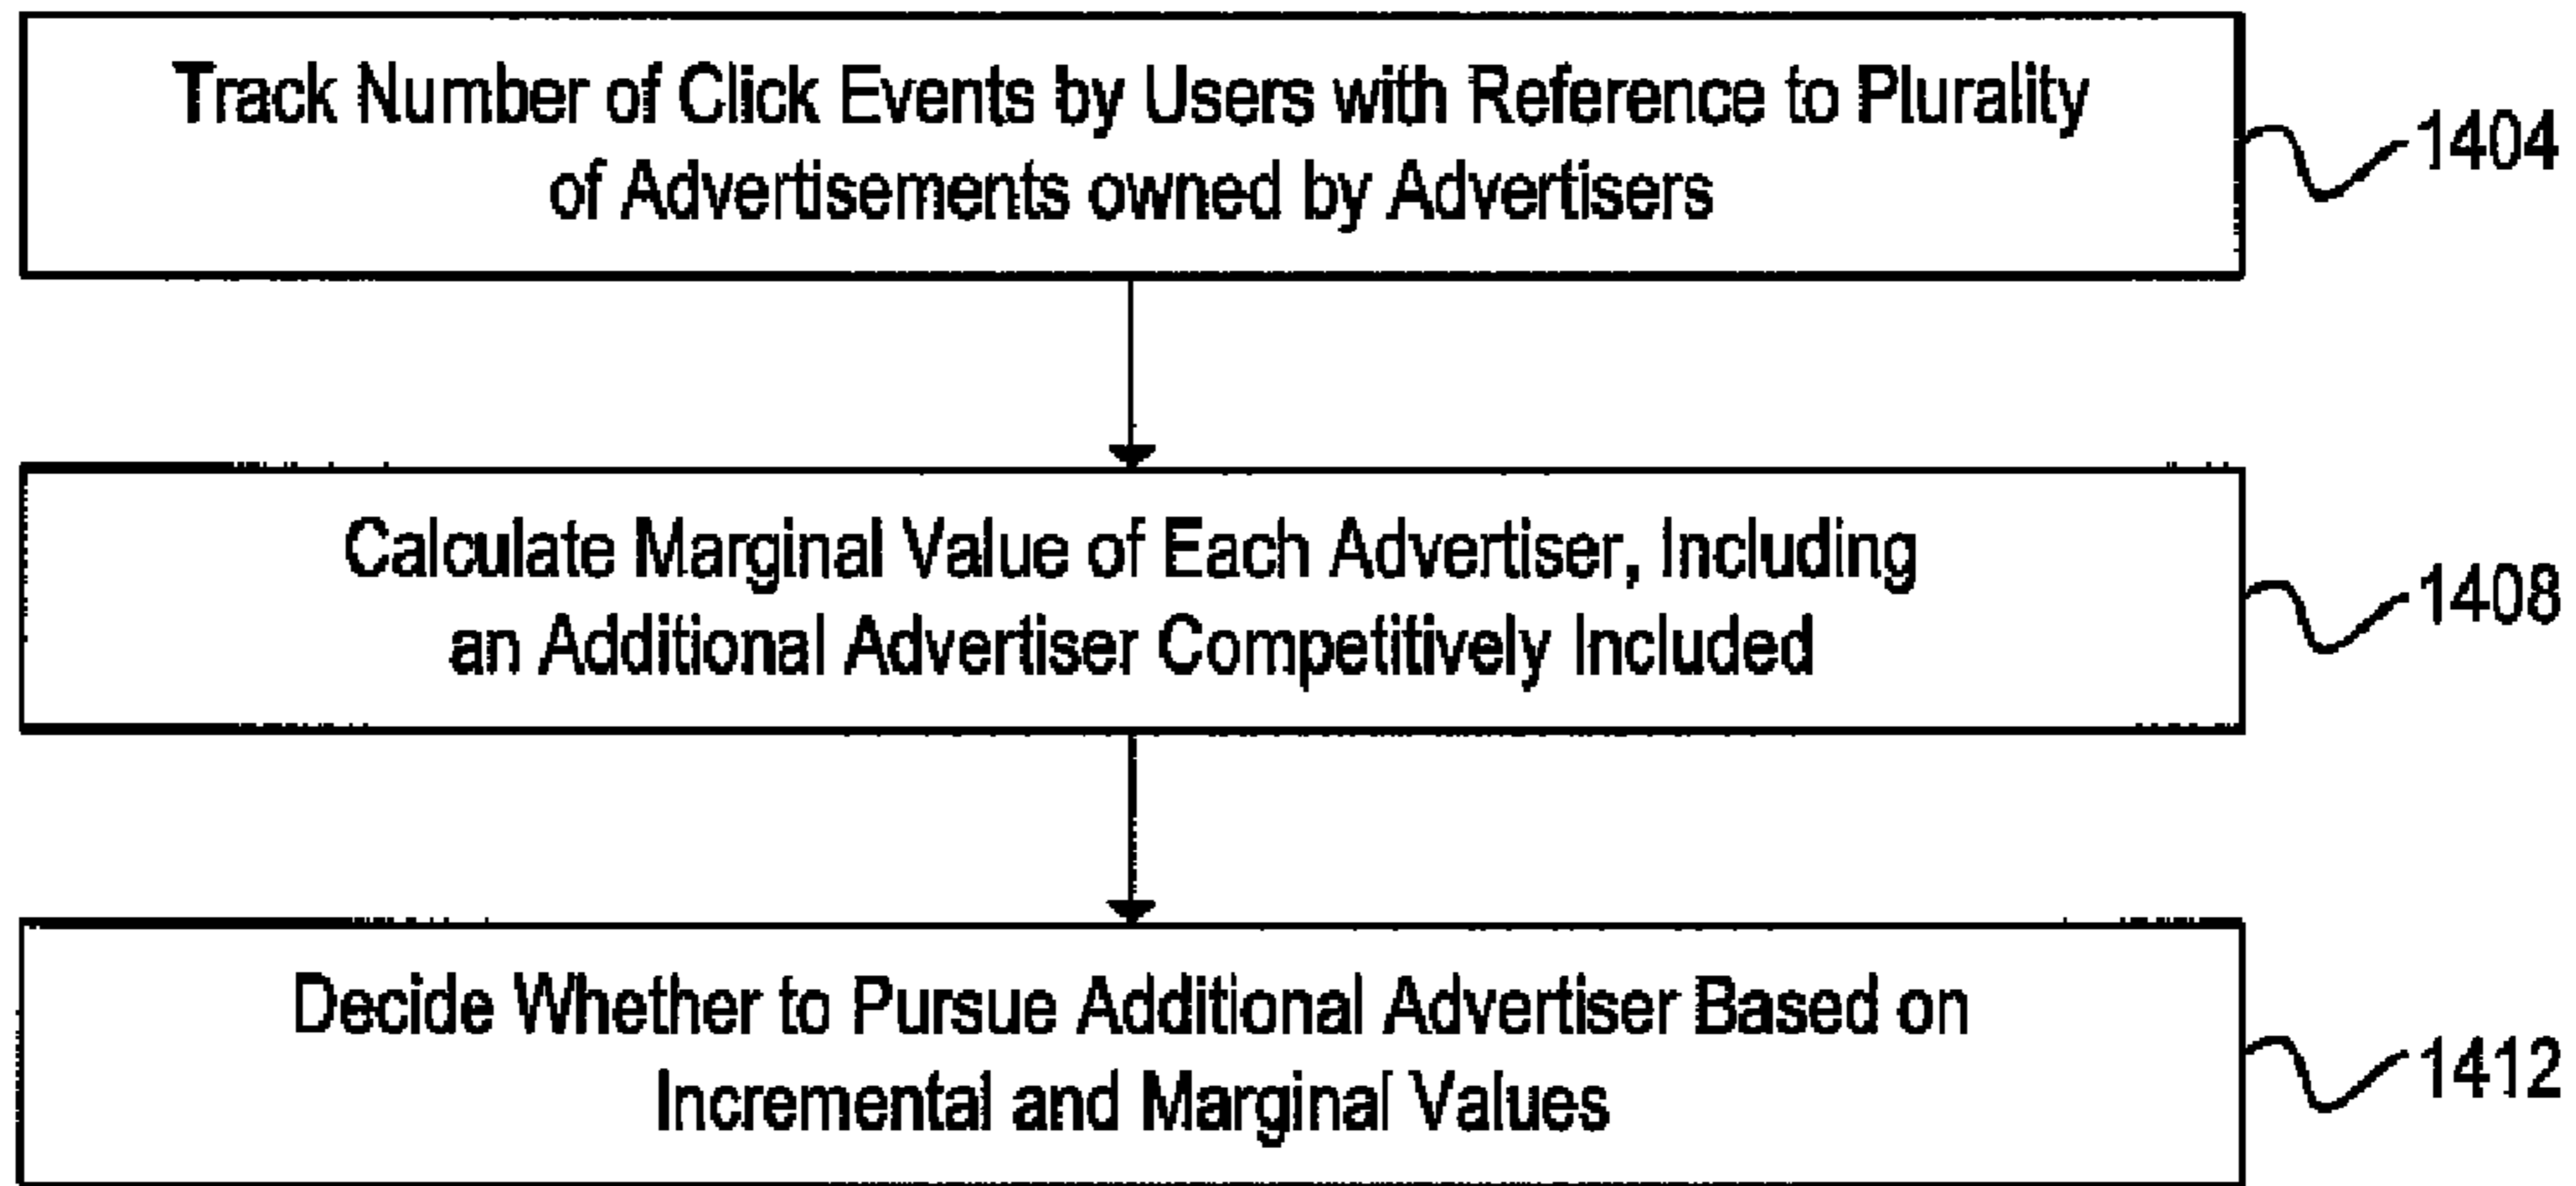 Track Number of Click Events by Users with Reference to Plurality
of Advertisements owned by Advertisers
1404
Calculate Marginal Value of Each Advertiser, Including
an Additional Advertiser Competitively Included
1408
Decide Whether to Pursue Additional Advertiser Based on
Incremental and Marginal Values
1412